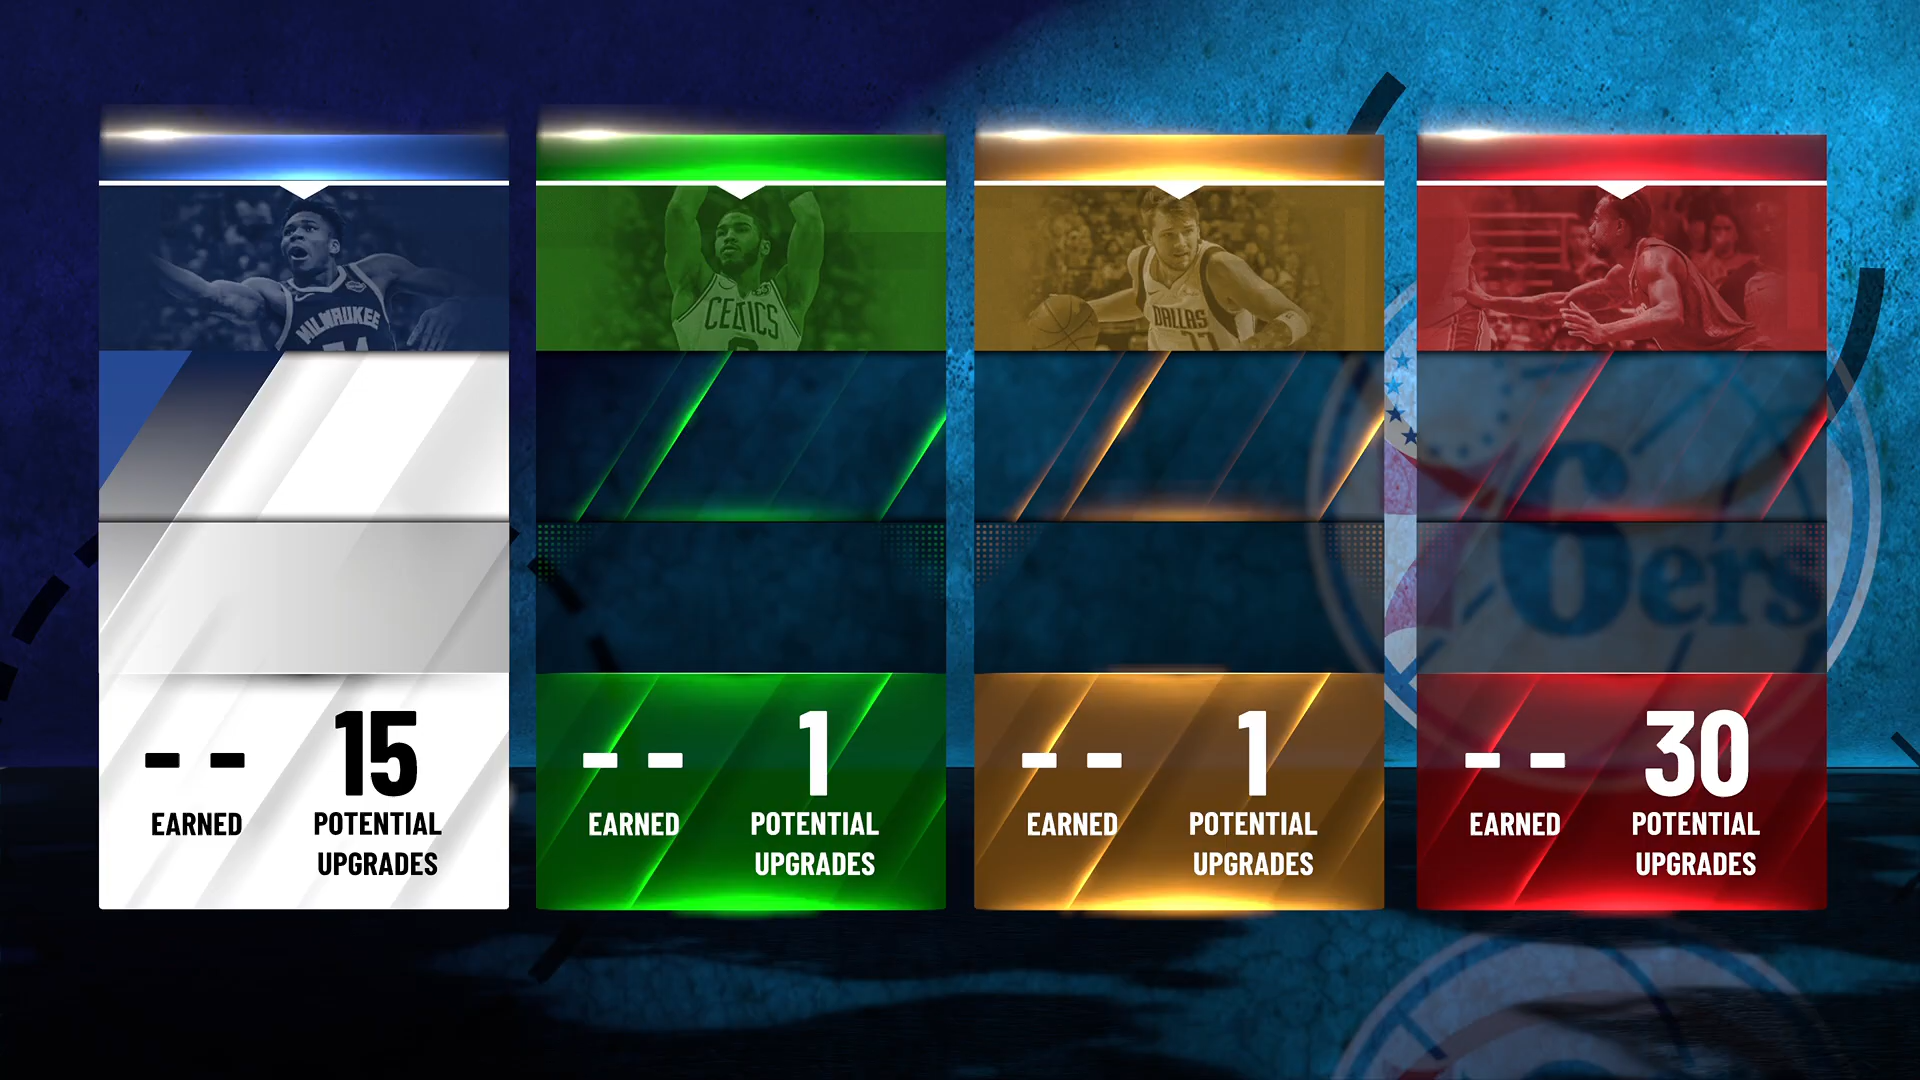 MILWAUKEE
CELTICS
DALLAS
76ers
- -
15
EARNED
POTENTIAL
UPGRADES
- -
1
EARNED
POTENTIAL
UPGRADES
- -
1
EARNED
POTENTIAL
UPGRADES
- -
30
EARNED
POTENTIAL
UPGRADES